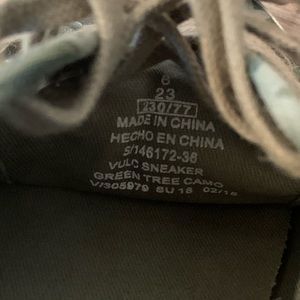 6
23
230/77
MADE IN CHINA
HECHO EN CHINA
5/146172-36
VULC SNEAKER
GREEN TREE CAMO
V/305979 SU 18 02/18